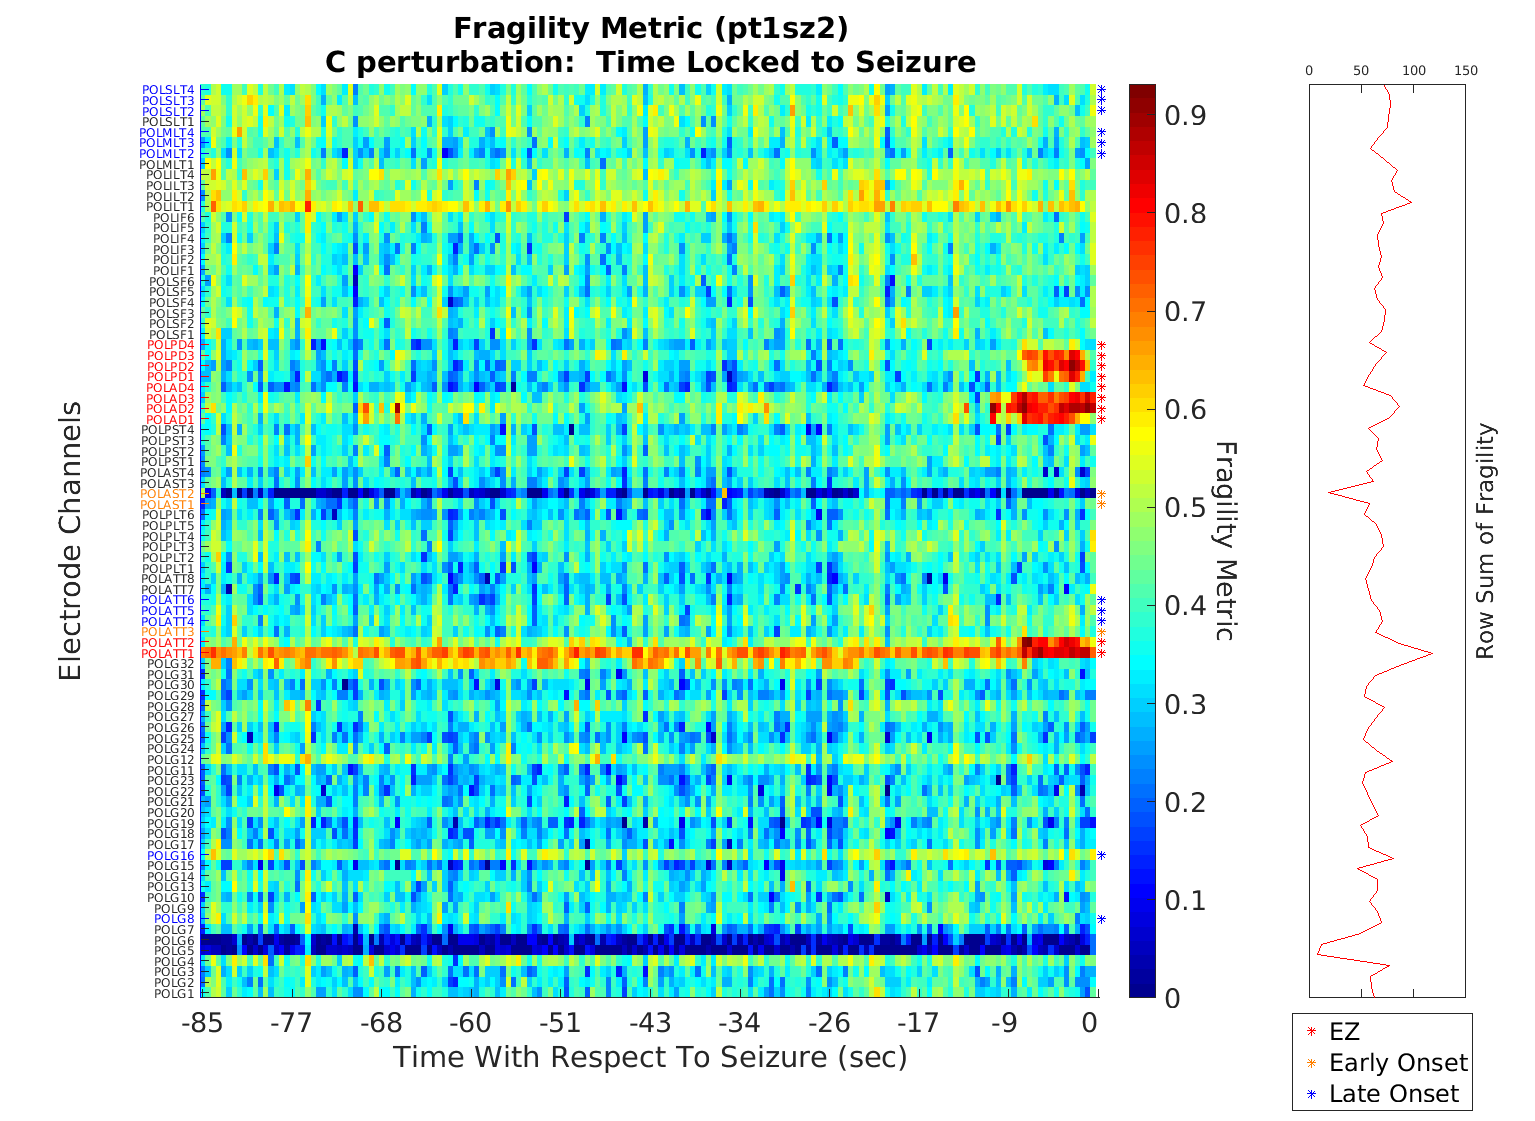 Fragility Metric (pt1sz2)
C perturbation:  Time Locked to Seizure
0 50 100 150
POLSLT4
POLSLT3
POLSLT2
POLSLT1
POLMLT4
POLMLT3
POLMLT2
POLMLT1
POLILT4
POLILT3
POLILT2
POLILT1
POLIF6
POLIF5
POLIF4
POLIF3
POLIF2
POLIF1
POLSF6
POLSF5
POLSF4
POLSF3
POLSF2
POLSF1
POLPD4
POLPD3
POLPD2
POLPD1
POLAD4
POLAD3
POLAD2
POLAD1
POLPST4
POLPST3
POLPST2
POLPST1
POLAST4
POLAST3
POLAST2
POLAST1
POLPLT6
POLPLT5
POLPLT4
POLPLT3
POLPLT2
POLPLT1
POLATT8
POLATT7
POLATT6
POLATT5
POLATT4
POLATT3
POLATT2
POLATT1
POLG32
POLG31
POLG30
POLG29
POLG28
POLG27
POLG26
POLG25
POLG24
POLG12
POLG11
POLG23
POLG22
POLG21
POLG20
POLG19
POLG18
POLG17
POLG16
POLG15
POLG14
POLG13
POLG10
POLG9
POLG8
POLG7
POLG6
POLG5
POLG4
POLG3
POLG2
POLG1
Electrode Channels
-85 -77 -68 -60 -51 -43 -34 -26 -17 -9 0
Time With Respect To Seizure (sec)
0.9
0.8
0.7
0.6
0.5
0.4
0.3
0.2
0.1
0
Fragility Metric
Row Sum of Fragility
EZ
Early Onset
Late Onset